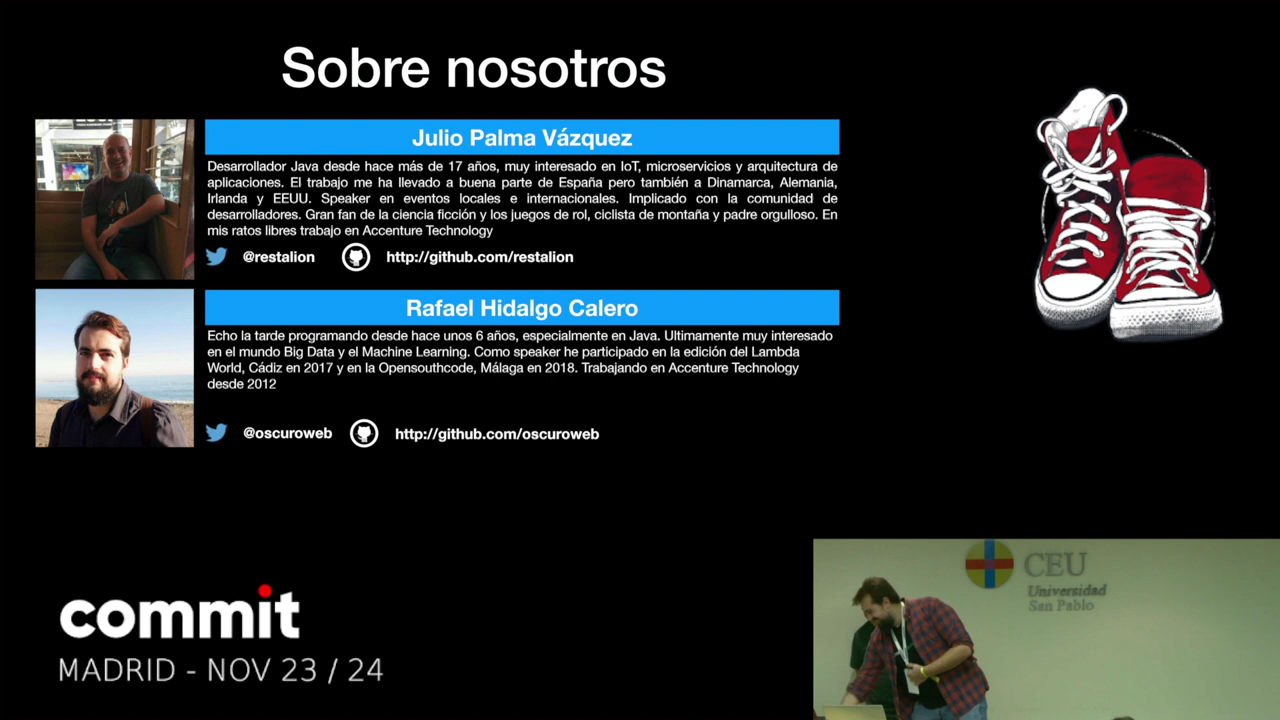 Sobre nosotros
Julio Palma Vázquez
Desarrollador Java desde hace más de 17 años, muy interesado en IoT, microservicios y arquitectura de
aplicaciones. El trabajo me ha llevado a buena parte de España pero también a Dinamarca, Alemania,
Irlanda y EEUU. Speaker en eventos locales e internacionales. Implicado con la comunidad de
desarrolladores. Gran fan de la ciencia ficción y los juegos de rol, ciclista de montaña y padre orgulloso. En
mis ratos libres trabajo en Accenture Technology
@restalion http://github.com/restalion
Rafael Hidalgo Calero
Echo la tarde programando desde hace unos 6 años, especialmente en Java. Ultimamente muy interesado
en el mundo Big Data y el Machine Learning. Como speaker he participado en la edición del Lambda
World, Cádiz en 2017 y en la Opensouthcode, Málaga en 2018. Trabajando en Accenture Technology
desde 2012
@oscuroweb http://github.com/oscuroweb
commit
MADRID - NOV 23 / 24
CEU
Universidad
San Pablo